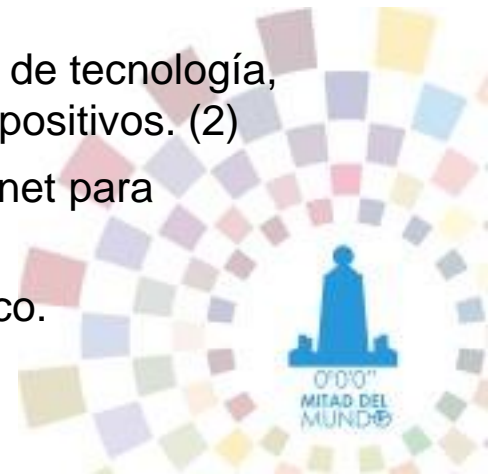 de tecnología,
positivos. (2)
net para
co.
0°0'0"
MITAD DEL
MUNDO